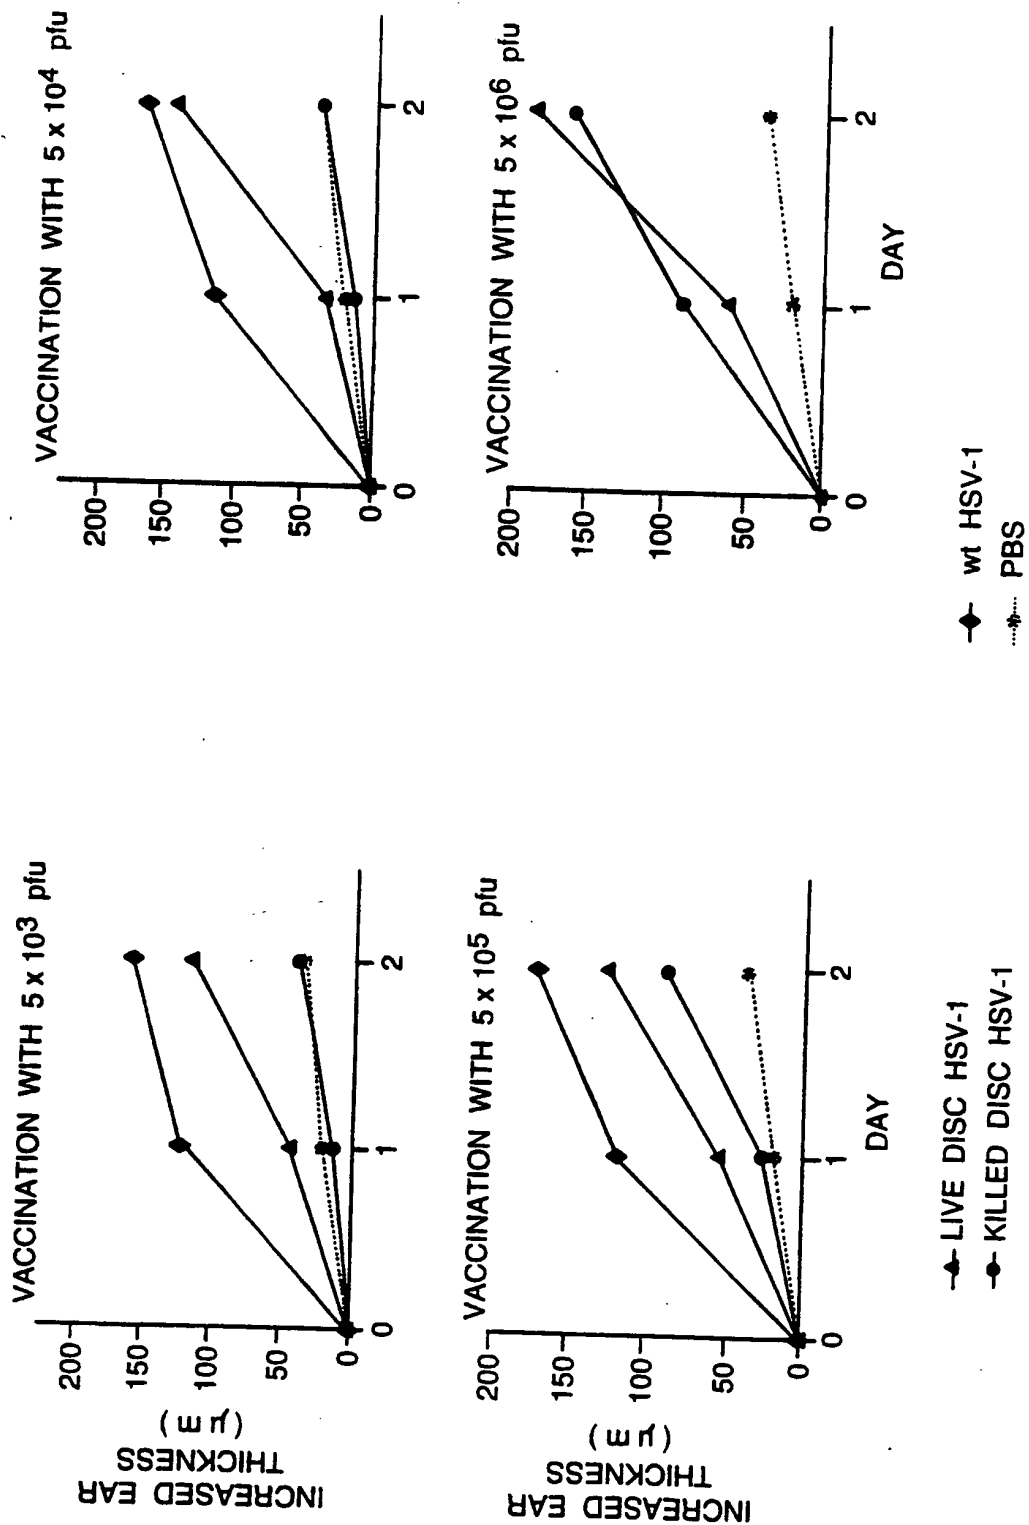 VACCINATION WITH 5 x 10³ pfu
INCREASED EAR
THICKNESS
(μm)
200
150
100
50
0
0
1
2
VACCINATION WITH 5 x 10⁴ pfu
200
150
100
50
0
0
1
2
VACCINATION WITH 5 x 10⁵ pfu
INCREASED EAR
THICKNESS
(μm)
200
150
100
50
0
0
1
2
DAY
VACCINATION WITH 5 x 10⁶ pfu
200
150
100
50
0
0
1
2
DAY
LIVE DISC HSV-1
KILLED DISC HSV-1
wt HSV-1
PBS